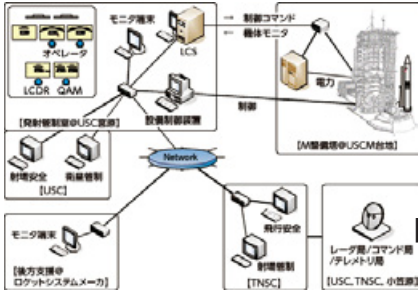 モニタ端末
LCS
制御コマンド
機体モニタ
オペレータ
LCDR QAM
電力
設備制御装置
制御
【発射管制室@USC宮原】
【M整備塔@USCM台地】
射場安全
衛星管制
【USC】
Network
モニタ端末
飛行安全
射場管制
レーダ局/コマンド局
/テレメトリ局
【後方支援@
ロケットシステムメーカ】
【TNSC】
【USC, TNSC, 小笠原】